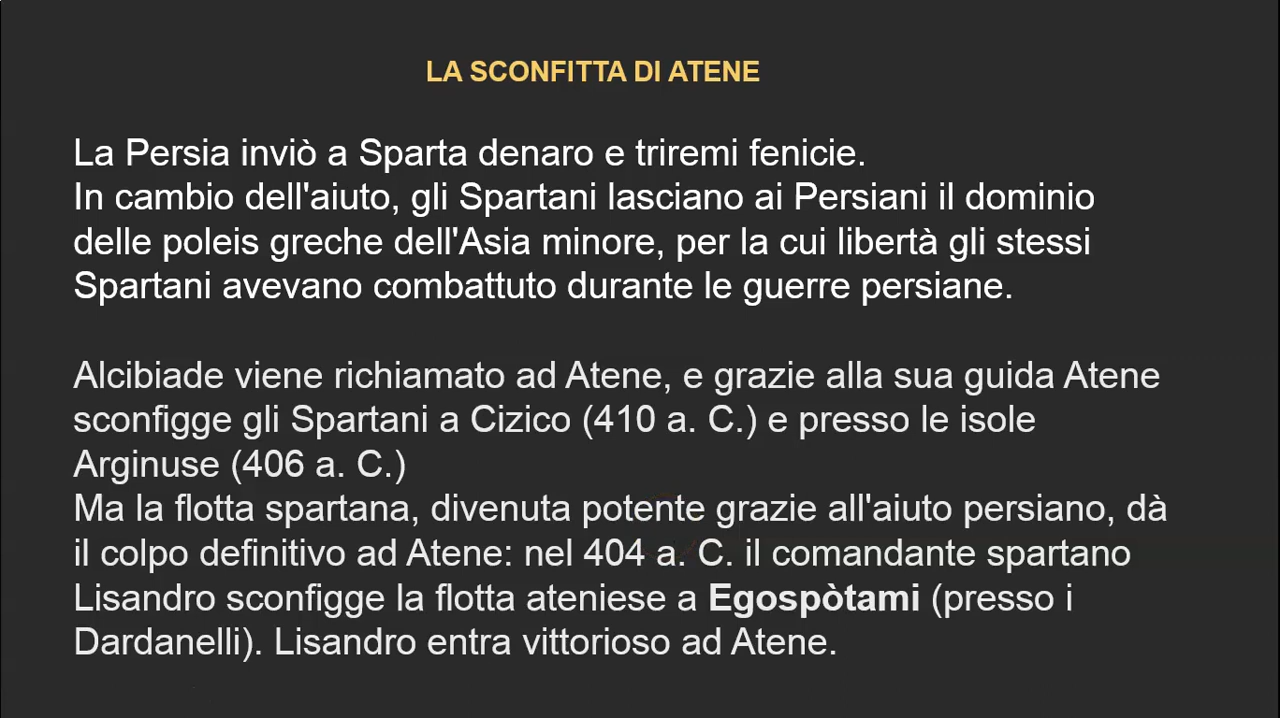 LA SCONFITTA DI ATENE
La Persia inviò a Sparta denaro e triremi fenicie.
In cambio dell'aiuto, gli Spartani lasciano ai Persiani il dominio
delle poleis greche dell'Asia minore, per la cui libertà gli stessi
Spartani avevano combattuto durante le guerre persiane.
Alcibiade viene richiamato ad Atene, e grazie alla sua guida Atene
sconfigge gli Spartani a Cizico (410 a. C.) e presso le isole
Arginuse (406 a. C.)
Ma la flotta spartana, divenuta potente grazie all'aiuto persiano, dà
il colpo definitivo ad Atene: nel 404 a. C. il comandante spartano
Lisandro sconfigge la flotta ateniese a Egospòtami (presso i
Dardanelli). Lisandro entra vittorioso ad Atene.